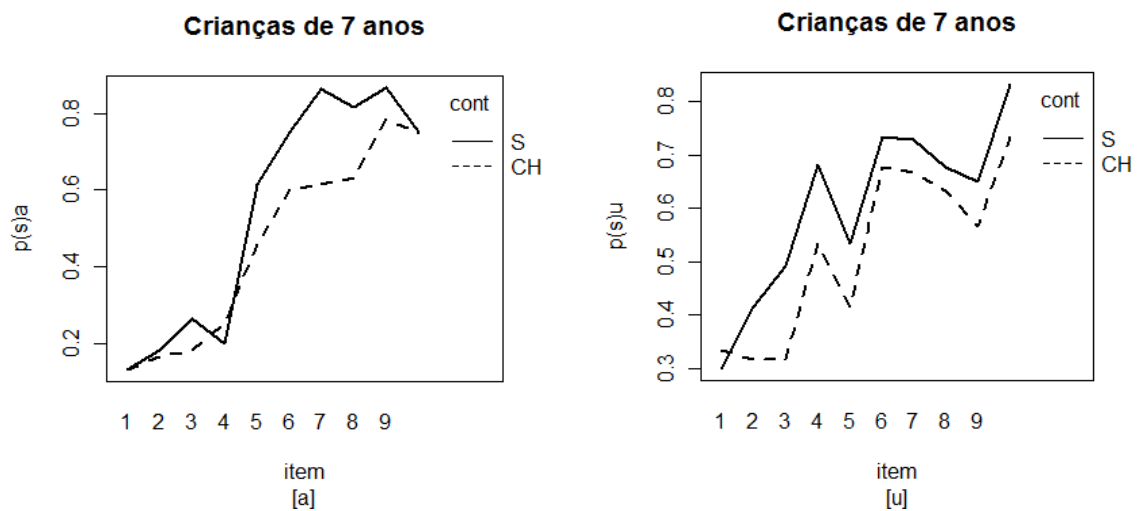 Crianças de 7 anos
p(s)a
0.2 0.4 0.6 0.8
cont
S
CH
1 2 3 4 5 6 7 8 9
item
[a]
Crianças de 7 anos
p(s)u
0.3 0.4 0.5 0.6 0.7 0.8
cont
S
CH
1 2 3 4 5 6 7 8 9
item
[u]